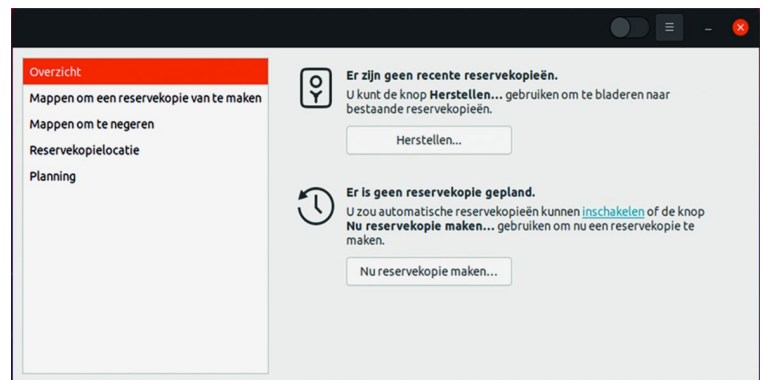 Overzicht
Mappen om een reservekopie van te maken
Mappen om te negeren
Reservekopielocatie
Planning
Er zijn geen recente reservekopieën.
U kunt de knop Herstellen... gebruiken om te bladeren naar
bestaande reservekopieën.
Herstellen...
Er is geen reservekopie gepland.
U zou automatische reservekopieën kunnen inschakelen of de knop
Nu reservekopie maken... gebruiken om nu een reservekopie te
maken.
Nu reservekopie maken...